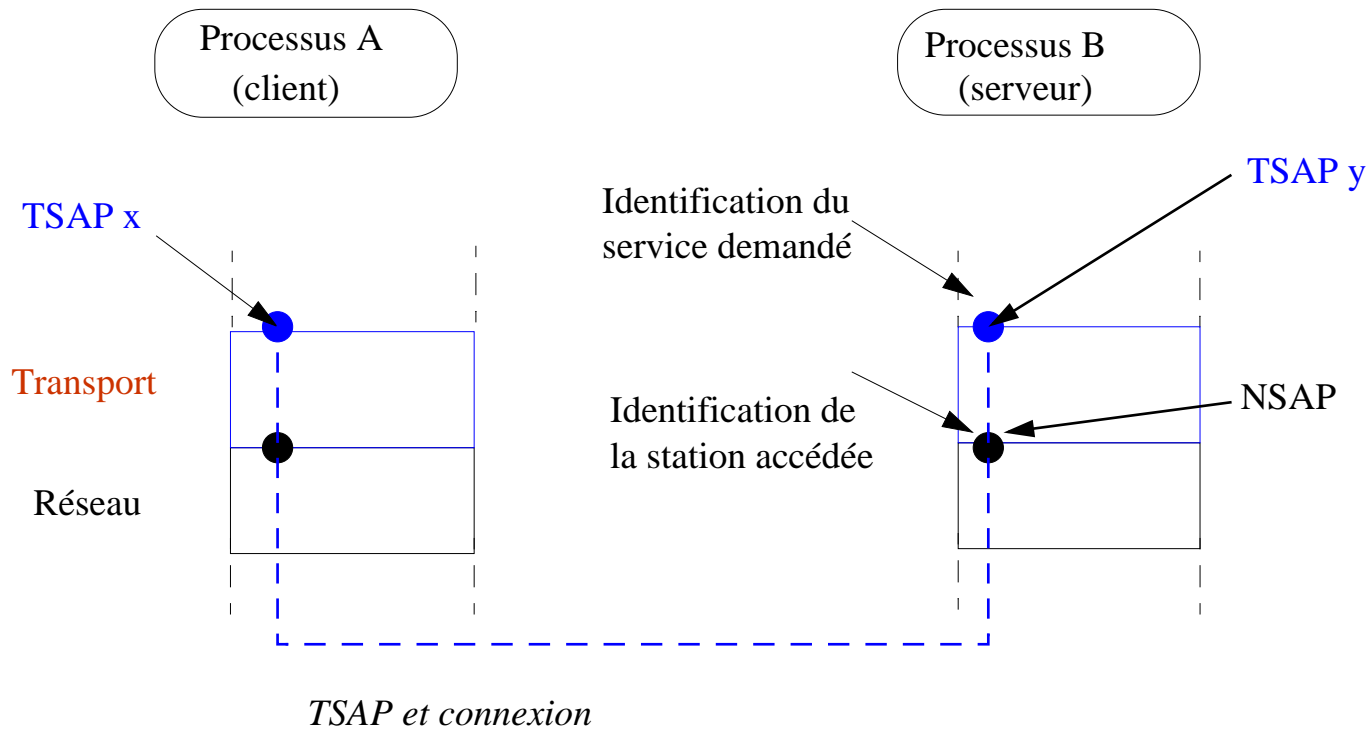 Processus A
(client)
Processus B
(serveur)
TSAP x
Identification du
service demandé
TSAP y
Transport
Identification de
la station accédée
NSAP
Réseau
TSAP et connexion